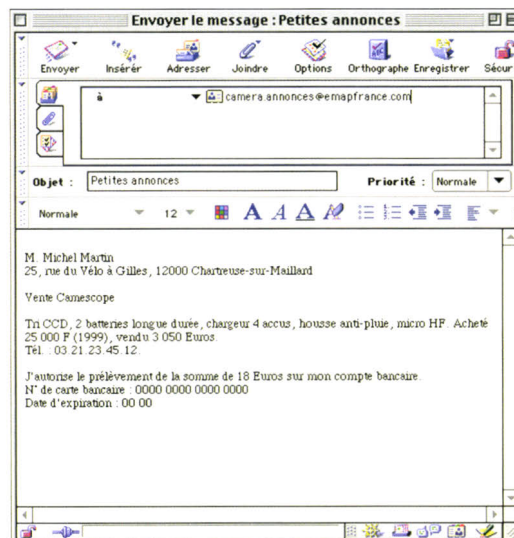 Envoyer le message : Petites annonces
Envoyer Insérer Adresser Joindre Options Orthographe Enregistrer Sécur
à camera.annonces@emapfrance.com
Objet : Petites annonces Priorité : Normale
Normale 12 A A A
M. Michel Martin
25, rue du Vélo à Gilles, 12000 Chartreuse-sur-Maillard
Vente Camescope
Tri CCD, 2 batteries longue durée, chargeur 4 accus, housse anti-pluie, micro HF. Acheté
25 000 F (1999), vendu 3 050 Euros.
Tél. : 03.21.23.45.12.
J'autorise le prélèvement de la somme de 18 Euros sur mon compte bancaire.
N° de carte bancaire : 0000 0000 0000 0000
Date d'expiration : 00 00